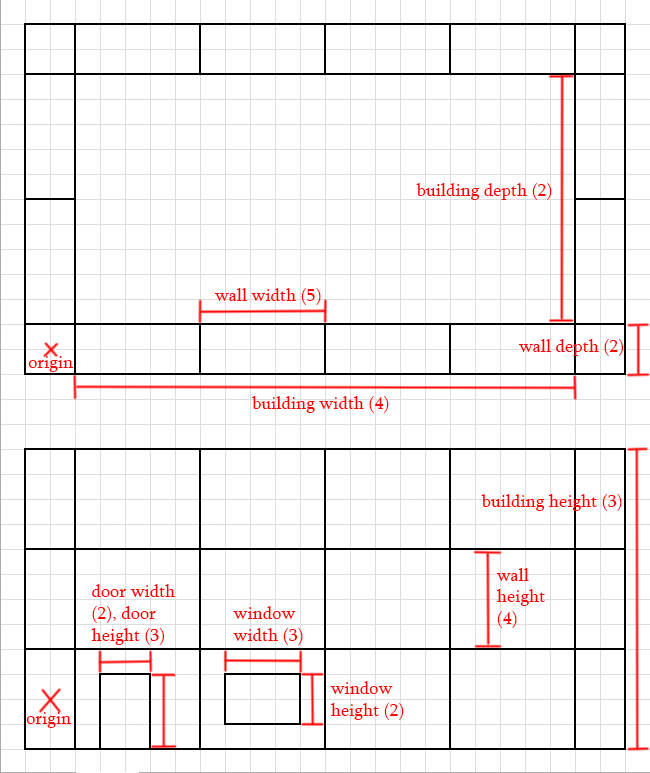 building depth (2)
wall width (5)
wall depth (2)
origin
building width (4)
building height (3)
wall
height
(4)
door width
(2), door
height (3)
window
width (3)
window
height (2)
origin